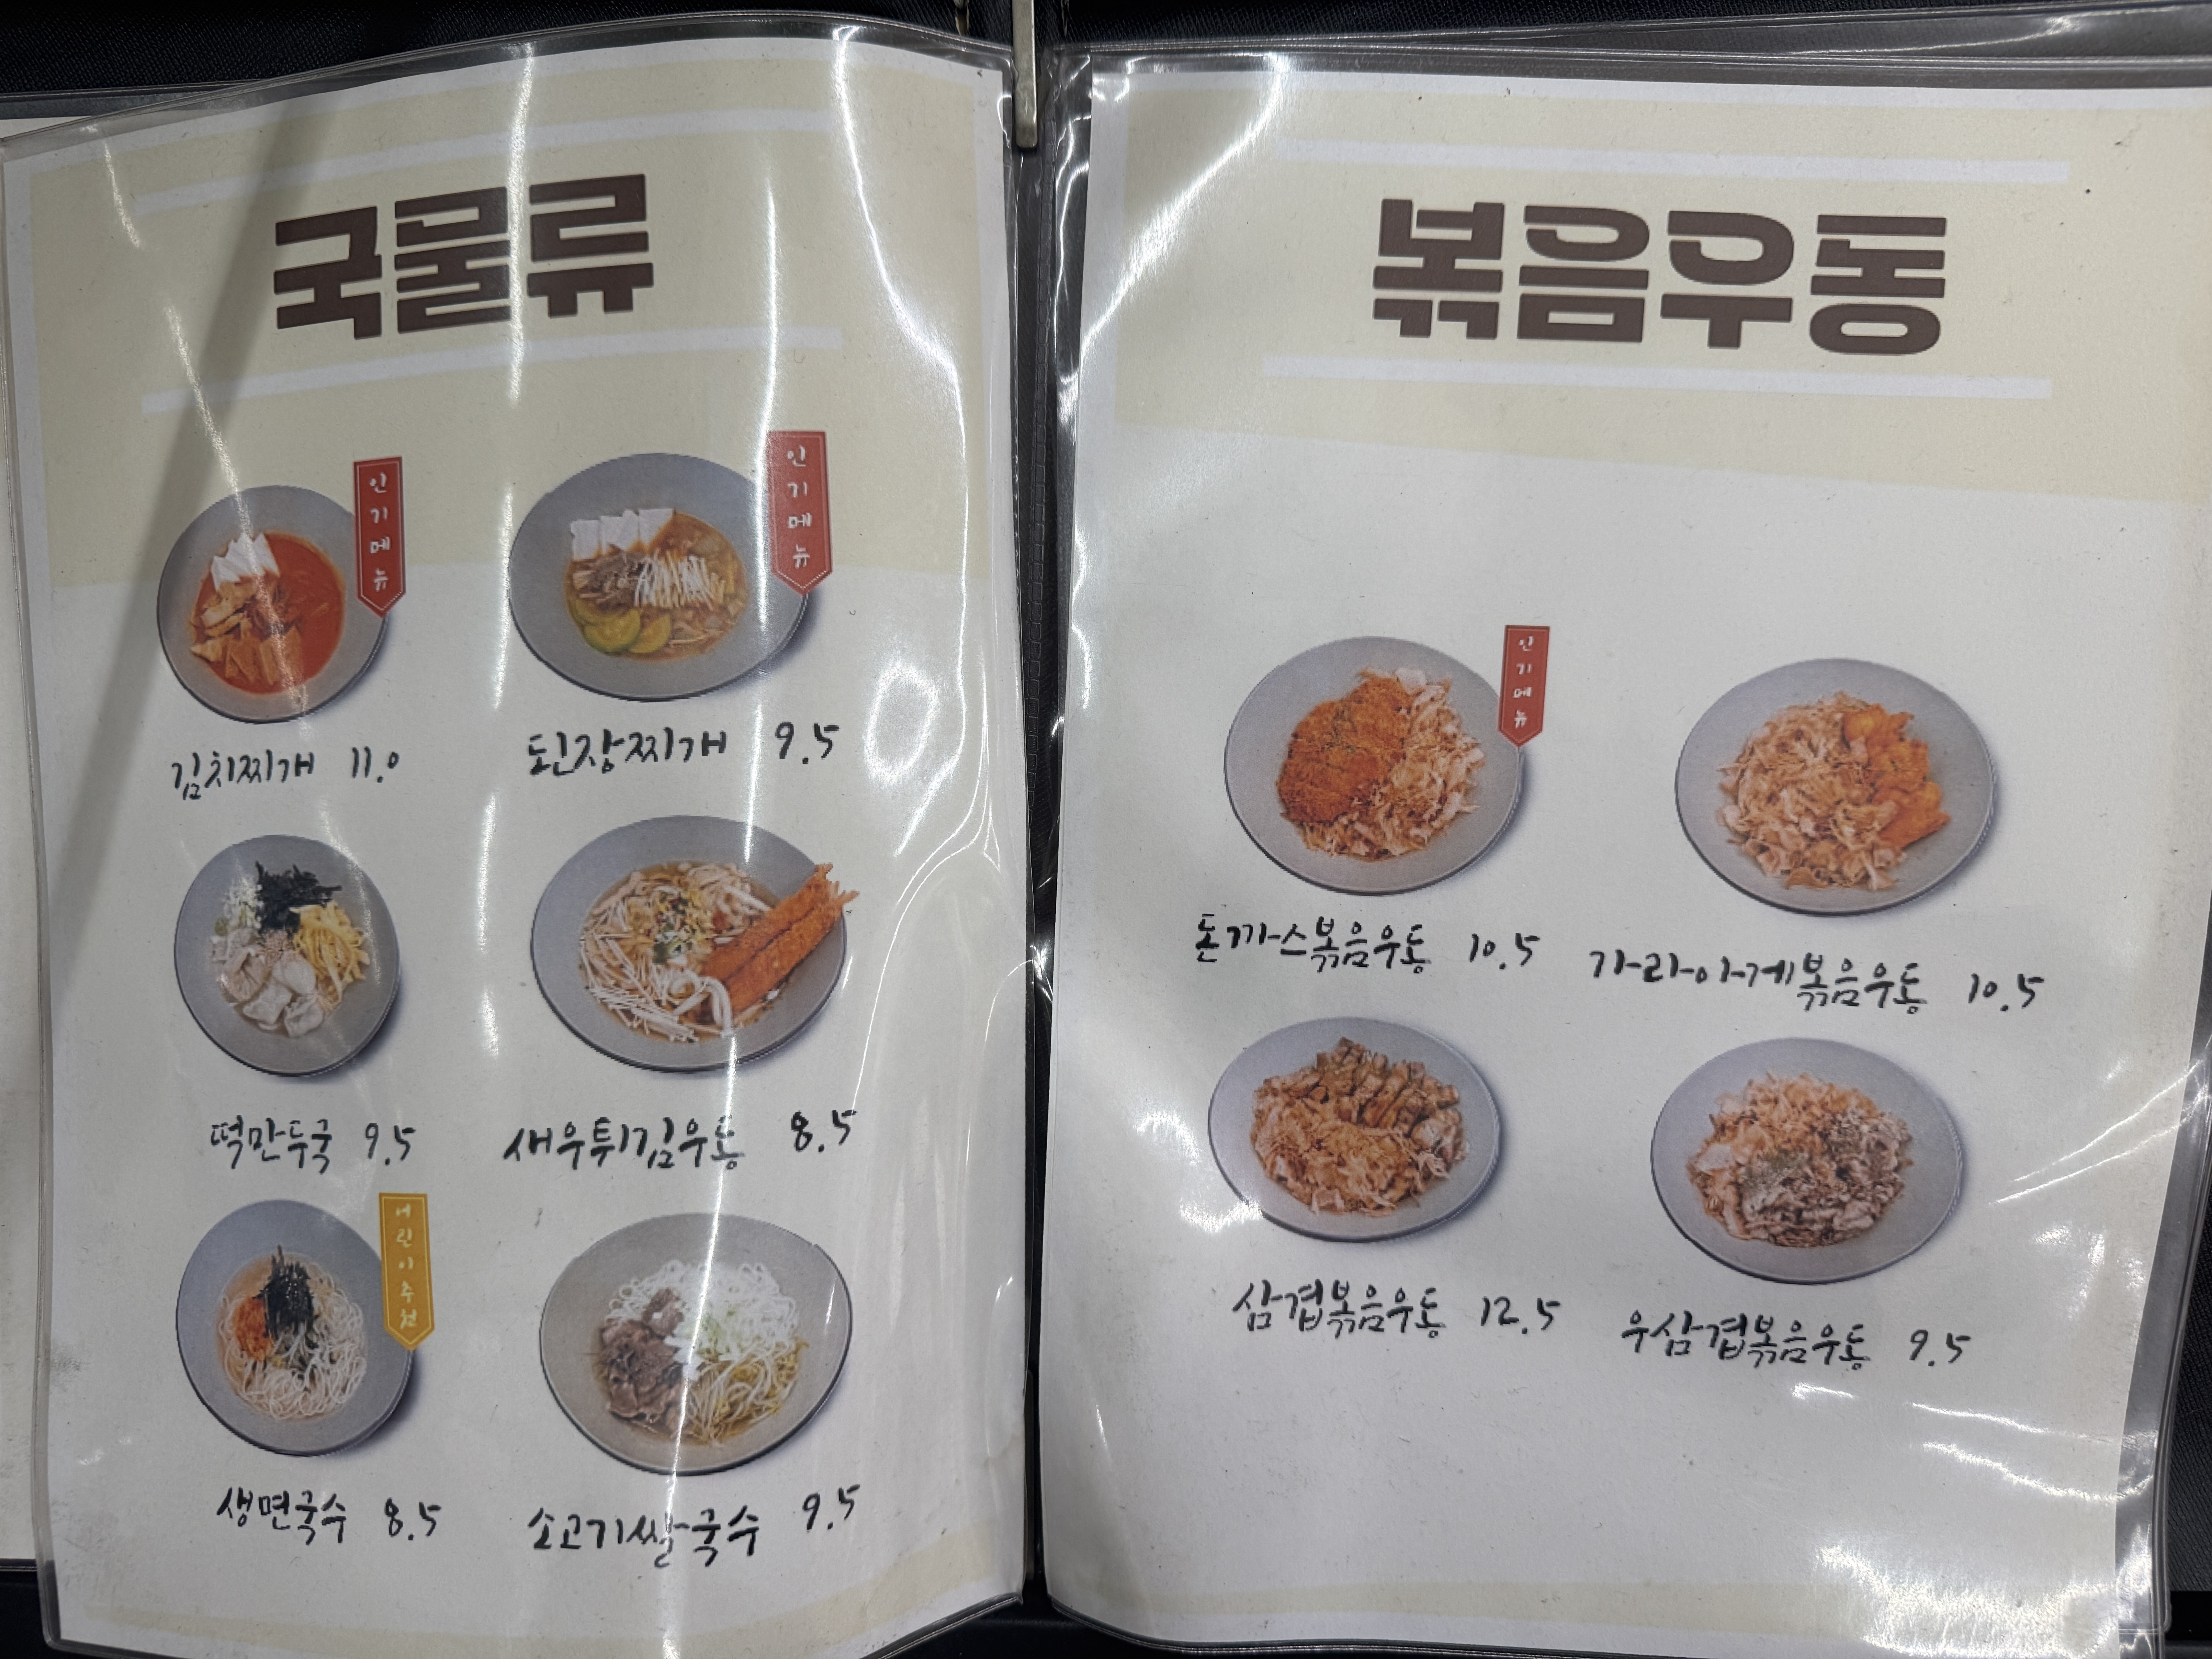 국물류
인기메뉴
인기메뉴
김치찌개 11.0
된장찌개 9.5
떡만두국 9.5
새우튀김우동 8.5
어린이추천
생면국수 8.5
소고기쌀국수 9.5
볶음우동
인기메뉴
돈까스볶음우동 10.5
가라아게볶음우동 10.5
삼겹볶음우동 12.5
우삼겹볶음우동 9.5